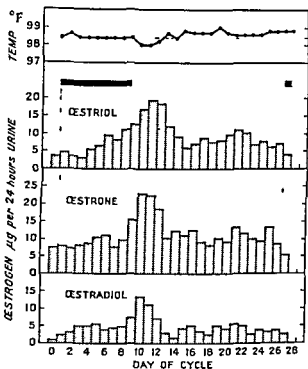 °F
TEMP.
99
98
97
ŒSTROGEN µg per 24 hours URINE
20
15
10
5
0
ŒSTRIOL
25
20
15
10
5
0
ŒSTRONE
15
10
5
0
ŒSTRADIOL
0 2 4 6 8 10 12 14 16 18 20 22 24 26 28
DAY OF CYCLE